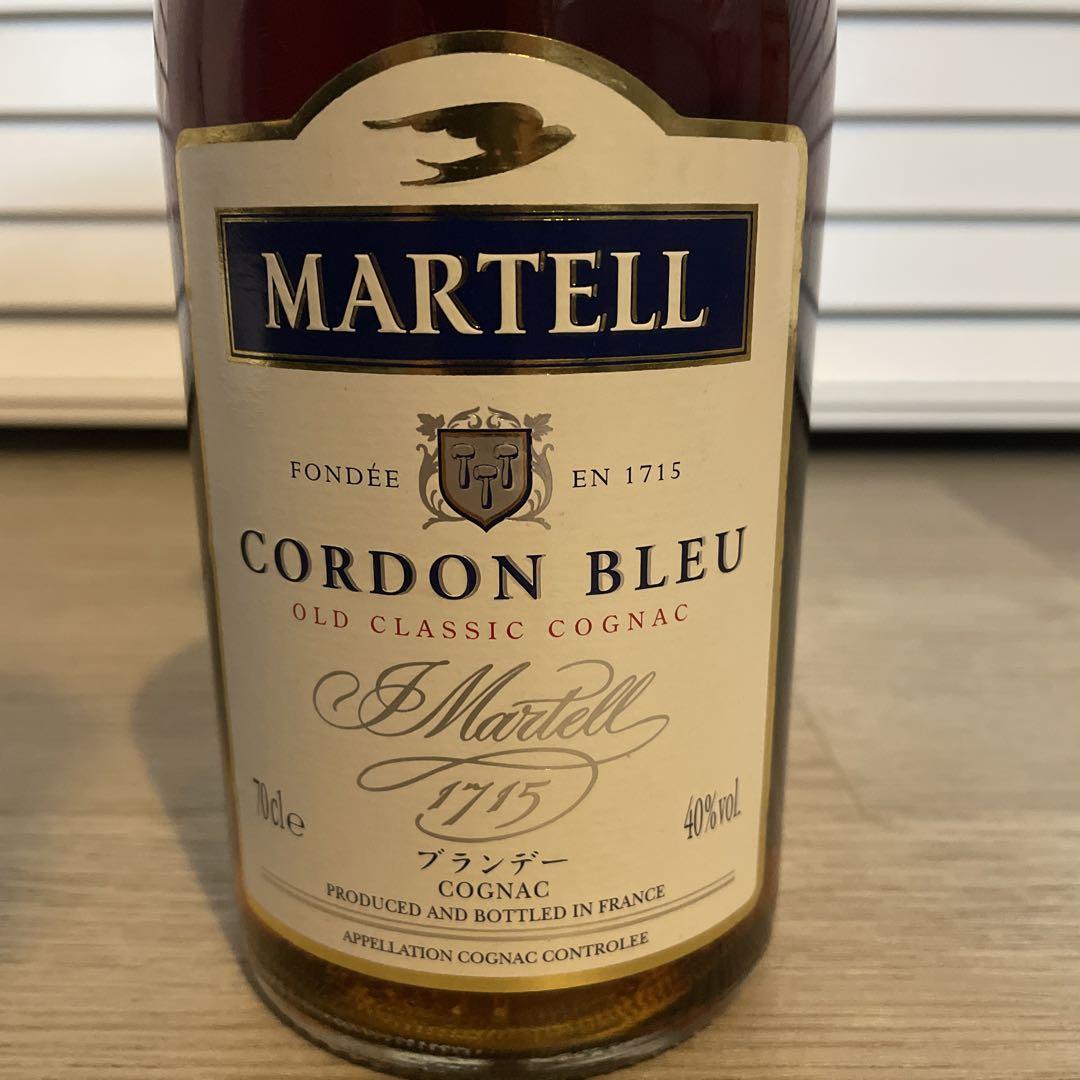 MARTELL
FONDÉE EN 1715
CORDON BLEU
OLD CLASSIC COGNAC
J Martell
1715
70cl e 40%vol.
ブランデー
COGNAC
PRODUCED AND BOTTLED IN FRANCE
APPELLATION COGNAC CONTROLEE